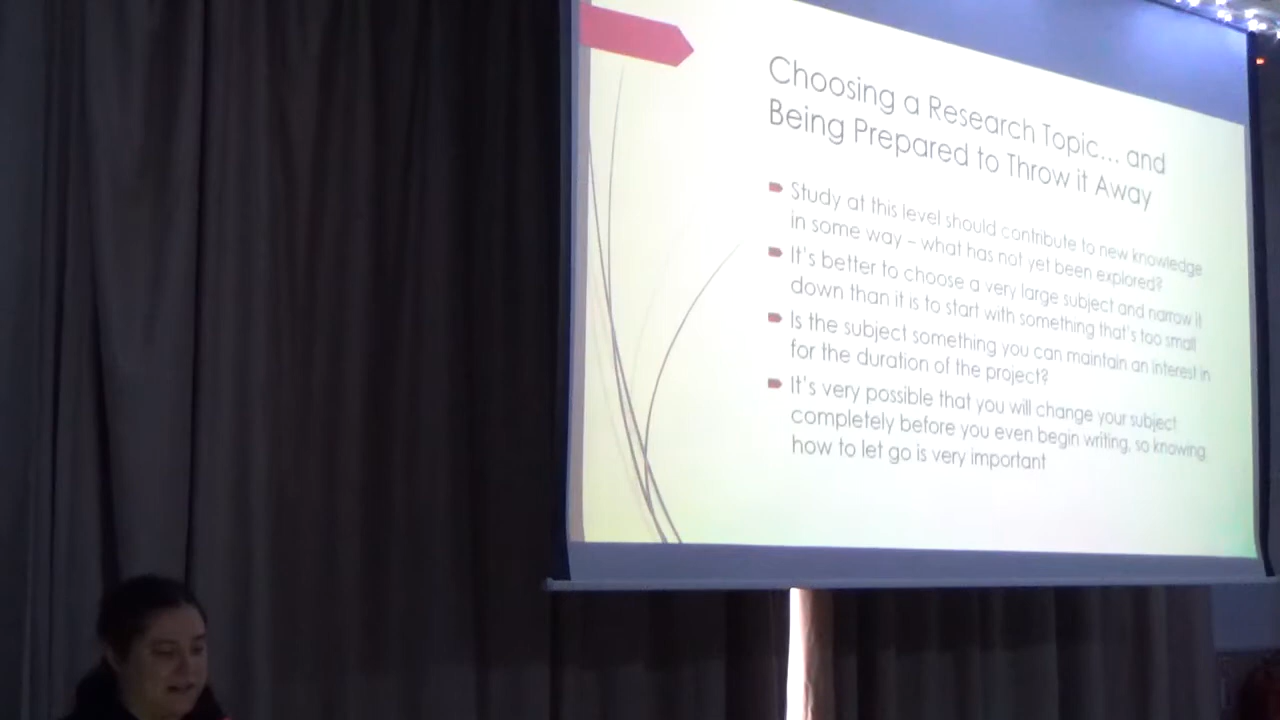 Choosing a Research Topic... and
Being Prepared to Throw it Away
Study at this level should contribute to new knowledge
in some way – what has not yet been explored?
It's better to choose a very large subject and narrow it
down than it is to start with something that's too small
Is the subject something you can maintain an interest in
for the duration of the project?
It's very possible that you will change your subject
completely before you even begin writing, so knowing
how to let go is very important